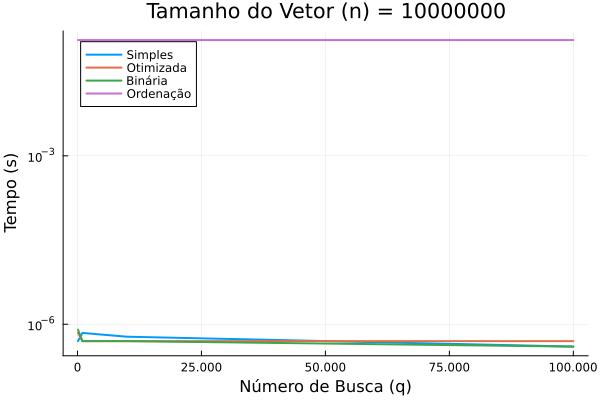 Tamanho do Vetor (n) = 10000000
Simples
Otimizada
Binária
Ordenação
Tempo (s)
10⁻³
10⁻⁶
0
25.000
50.000
75.000
100.000
Número de Busca (q)